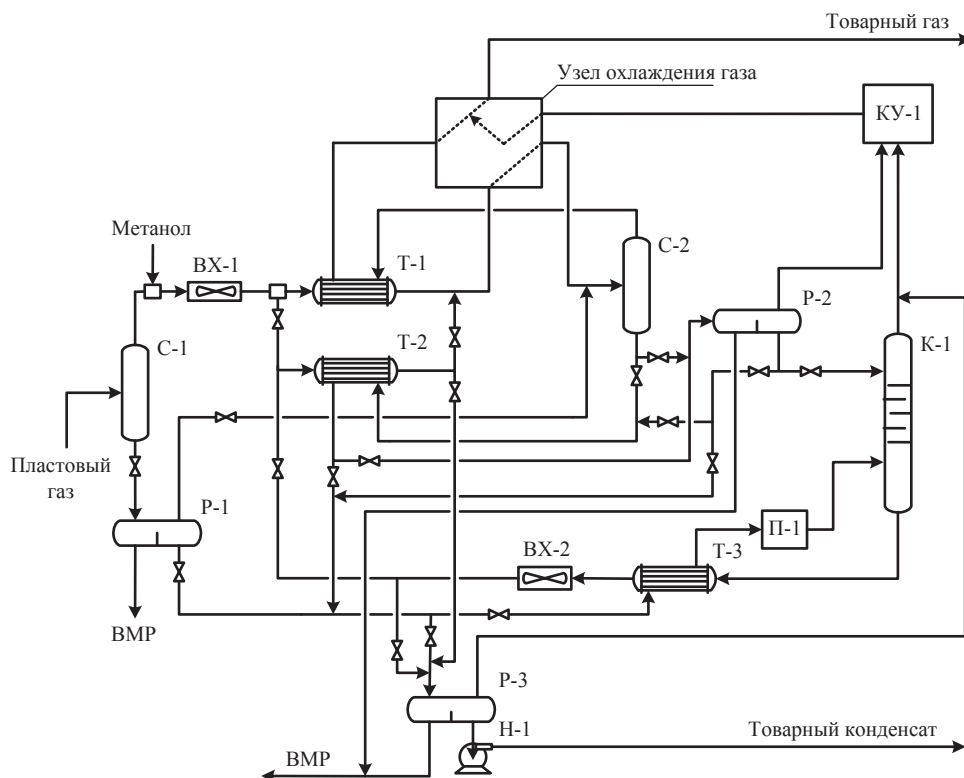 Товарный газ
Узел охлаждения газа
КУ-1
Метанол
ВХ-1
Т-1
С-2
Р-2
Т-2
К-1
С-1
Пластовый
газ
Р-1
П-1
ВХ-2
Т-3
ВМР
Р-3
Н-1
Товарный конденсат
ВМР